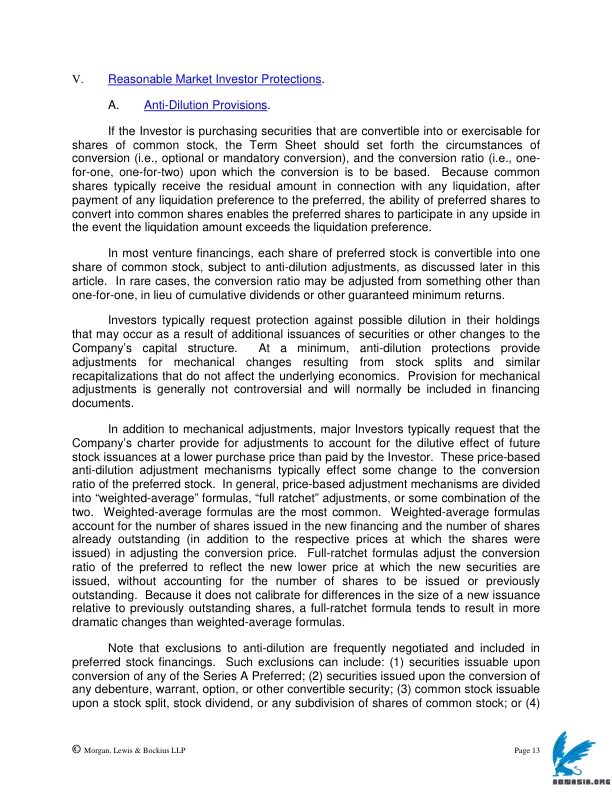 V. Reasonable Market Investor Protections.
A. Anti-Dilution Provisions.
If the Investor is purchasing securities that are convertible into or exercisable for
shares of common stock, the Term Sheet should set forth the circumstances of
conversion (i.e., optional or mandatory conversion), and the conversion ratio (i.e., one-
for-one, one-for-two) upon which the conversion is to be based. Because common
shares typically receive the residual amount in connection with any liquidation, after
payment of any liquidation preference to the preferred, the ability of preferred shares to
convert into common shares enables the preferred shares to participate in any upside in
the event the liquidation amount exceeds the liquidation preference.
In most venture financings, each share of preferred stock is convertible into one
share of common stock, subject to anti-dilution adjustments, as discussed later in this
article. In rare cases, the conversion ratio may be adjusted from something other than
one-for-one, in lieu of cumulative dividends or other guaranteed minimum returns.
Investors typically request protection against possible dilution in their holdings
that may occur as a result of additional issuances of securities or other changes to the
Company's capital structure. At a minimum, anti-dilution protections provide
adjustments for mechanical changes resulting from stock splits and similar
recapitalizations that do not affect the underlying economics. Provision for mechanical
adjustments is generally not controversial and will normally be included in financing
documents.
In addition to mechanical adjustments, major Investors typically request that the
Company's charter provide for adjustments to account for the dilutive effect of future
stock issuances at a lower purchase price than paid by the Investor. These price-based
anti-dilution adjustment mechanisms typically effect some change to the conversion
ratio of the preferred stock. In general, price-based adjustment mechanisms are divided
into “weighted-average” formulas, “full ratchet” adjustments, or some combination of the
two. Weighted-average formulas are the most common. Weighted-average formulas
account for the number of shares issued in the new financing and the number of shares
already outstanding (in addition to the respective prices at which the shares were
issued) in adjusting the conversion price. Full-ratchet formulas adjust the conversion
ratio of the preferred to reflect the new lower price at which the new securities are
issued, without accounting for the number of shares to be issued or previously
outstanding. Because it does not calibrate for differences in the size of a new issuance
relative to previously outstanding shares, a full-ratchet formula tends to result in more
dramatic changes than weighted-average formulas.
Note that exclusions to anti-dilution are frequently negotiated and included in
preferred stock financings. Such exclusions can include: (1) securities issuable upon
conversion of any of the Series A Preferred; (2) securities issued upon the conversion of
any debenture, warrant, option, or other convertible security; (3) common stock issuable
upon a stock split, stock dividend, or any subdivision of shares of common stock; or (4)
© Morgan, Lewis & Bockius LLP Page 13
ABNASIA.ORG